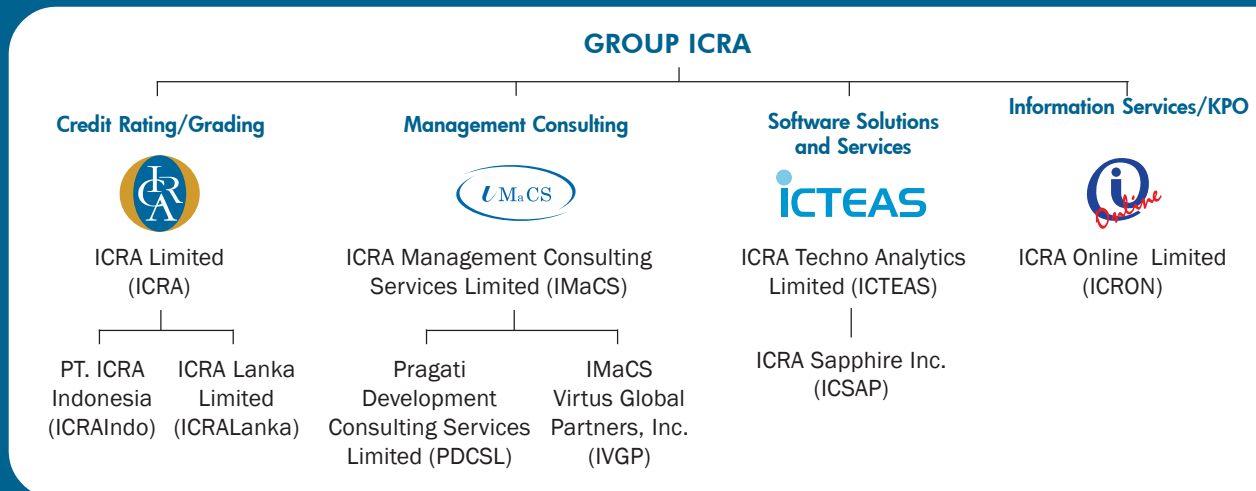 GROUP ICRA
Credit Rating/Grading
ICRA
ICRA Limited
(ICRA)
PT. ICRA
Indonesia
(ICRAIndo)
ICRA Lanka
Limited
(ICRALanka)
Management Consulting
IMaCS
ICRA Management Consulting
Services Limited (IMaCS)
Pragati
Development
Consulting Services
Limited (PDCSL)
IMaCS
Virtus Global
Partners, Inc.
(IVGP)
Software Solutions
and Services
ICTEAS
ICRA Techno Analytics
Limited (ICTEAS)
ICRA Sapphire Inc.
(ICSAP)
Information Services/KPO
i
Online
ICRA Online Limited
(ICRON)